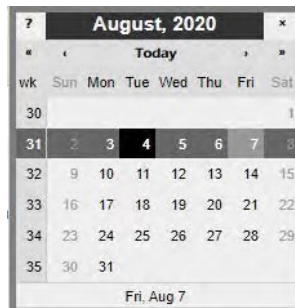 ? August, 2020 ×
« ‹ Today › »
wk Sun Mon Tue Wed Thu Fri Sat
30 1
31 2 3 4 5 6 7 8
32 9 10 11 12 13 14 15
33 16 17 18 19 20 21 22
34 23 24 25 26 27 28 29
35 30 31
Fri, Aug 7